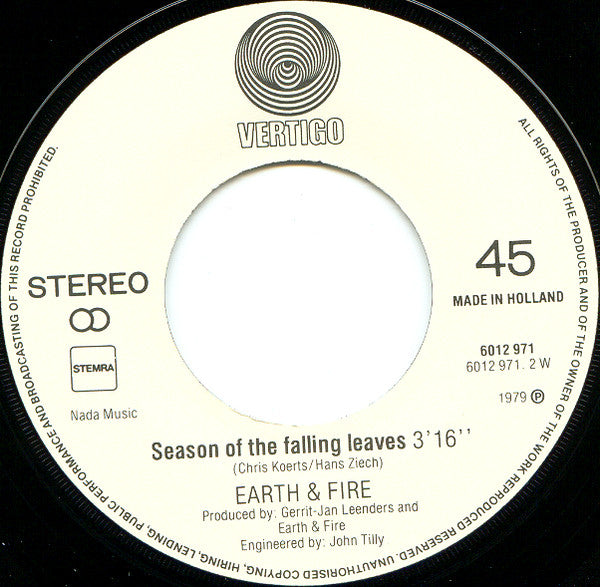 VERTIGO
ALL RIGHTS OF THE PRODUCER AND OF THE OWNER OF THE WORK REPRODUCED RESERVED. UNAUTHORISED COPYING, HIRING, LENDING, PUBLIC PERFORMANCE AND BROADCASTING OF THIS RECORD PROHIBITED.
STEREO
45
MADE IN HOLLAND
STEMRA
6012 971
6012 971. 2 W
Nada Music
1979 ℗
Season of the falling leaves 3'16''
(Chris Koerts/Hans Ziech)
EARTH & FIRE
Produced by: Gerrit-Jan Leenders and
Earth & Fire
Engineered by: John Tilly